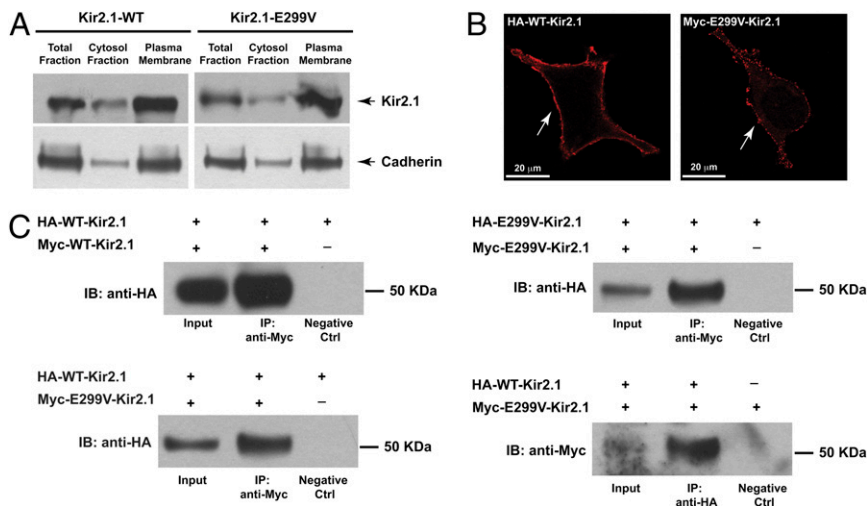 A
Kir2.1-WT
Kir2.1-E299V
Total Fraction
Cytosol Fraction
Plasma Membrane
Total Fraction
Cytosol Fraction
Plasma Membrane
Kir2.1
Cadherin
B
HA-WT-Kir2.1
20 μm
Myc-E299V-Kir2.1
20 μm
C
HA-WT-Kir2.1 + + +
Myc-WT-Kir2.1 + + –
IB: anti-HA
50 KDa
Input
IP: anti-Myc
Negative Ctrl
HA-E299V-Kir2.1 + + +
Myc-E299V-Kir2.1 + + –
IB: anti-HA
50 KDa
Input
IP: anti-Myc
Negative Ctrl
HA-WT-Kir2.1 + + +
Myc-E299V-Kir2.1 + + –
IB: anti-HA
50 KDa
Input
IP: anti-Myc
Negative Ctrl
HA-WT-Kir2.1 + + –
Myc-E299V-Kir2.1 + + +
IB: anti-Myc
50 KDa
Input
IP: anti-HA
Negative Ctrl